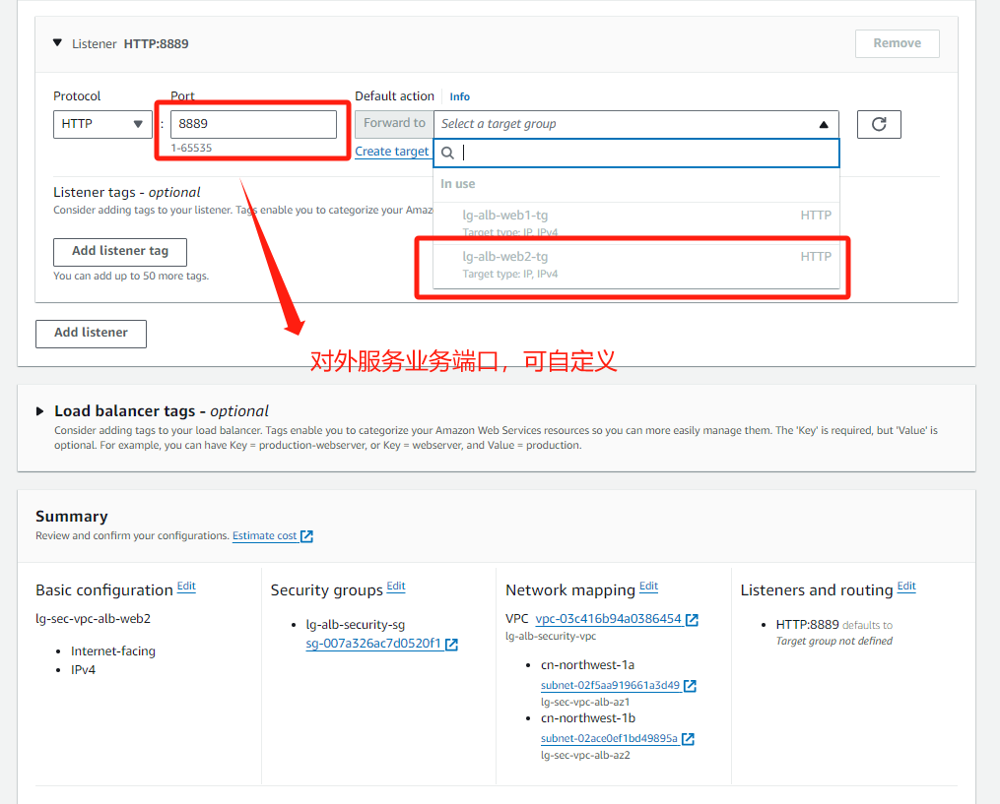 Listener HTTP:8889
Remove
Protocol
Port
Default action
Info
HTTP
:
8889
Forward to
Select a target group
1-65535
Create target
Listener tags - optional
Consider adding tags to your listener. Tags enable you to categorize your Amaz
In use
lg-alb-web1-tg
HTTP
Target type: IP, IPv4
Add listener tag
lg-alb-web2-tg
HTTP
Target type: IP, IPv4
You can add up to 50 more tags.
Add listener
对外服务业务端口，可自定义
Load balancer tags - optional
Consider adding tags to your load balancer. Tags enable you to categorize your Amazon Web Services resources so you can more easily manage them. The 'Key' is required, but 'Value' is
optional. For example, you can have Key = production-webserver, or Key = webserver, and Value = production.
Summary
Review and confirm your configurations. Estimate cost
Basic configuration Edit
lg-sec-vpc-alb-web2
• Internet-facing
• IPv4
Security groups Edit
• lg-alb-security-sg
sg-007a326ac7d0520f1
Network mapping Edit
VPC vpc-03c416b94a0386454
lg-alb-security-vpc
• cn-northwest-1a
subnet-02f5aa919661a3d49
lg-sec-vpc-alb-az1
• cn-northwest-1b
subnet-02ace0ef1bd49895a
lg-sec-vpc-alb-az2
Listeners and routing Edit
• HTTP:8889 defaults to
Target group not defined